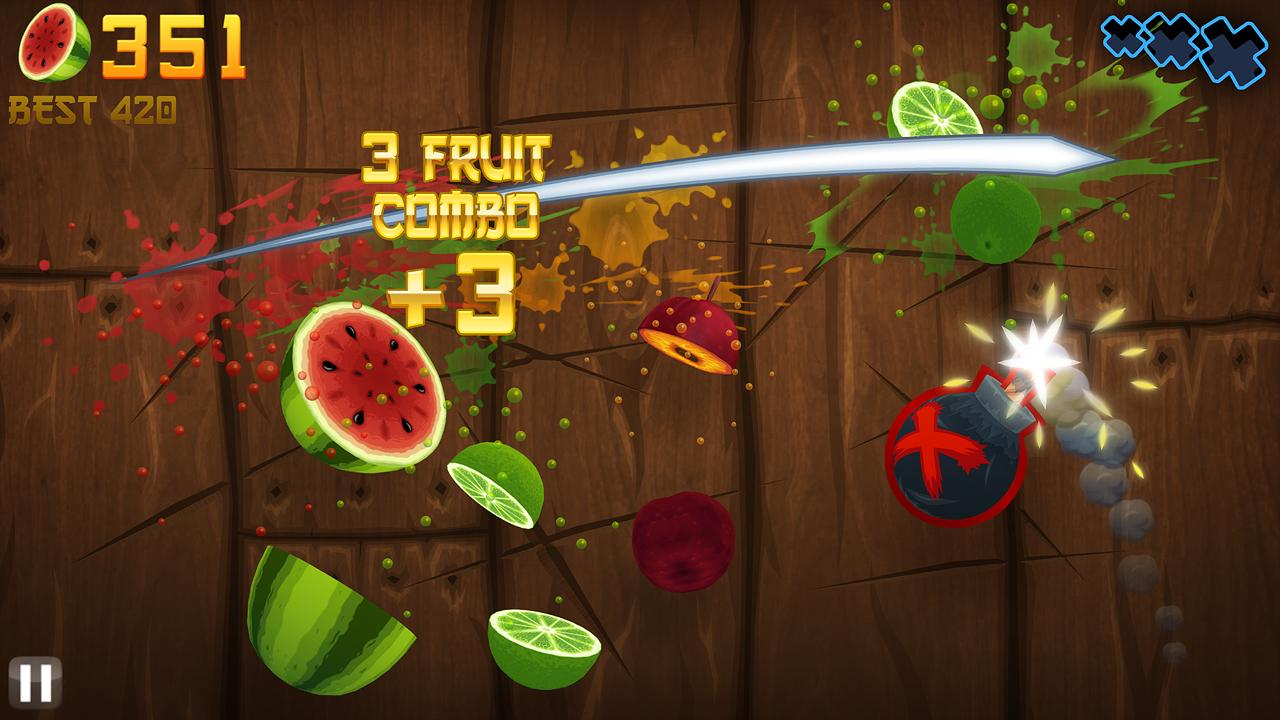 351
BEST 420
3 FRUIT
COMBO
+3